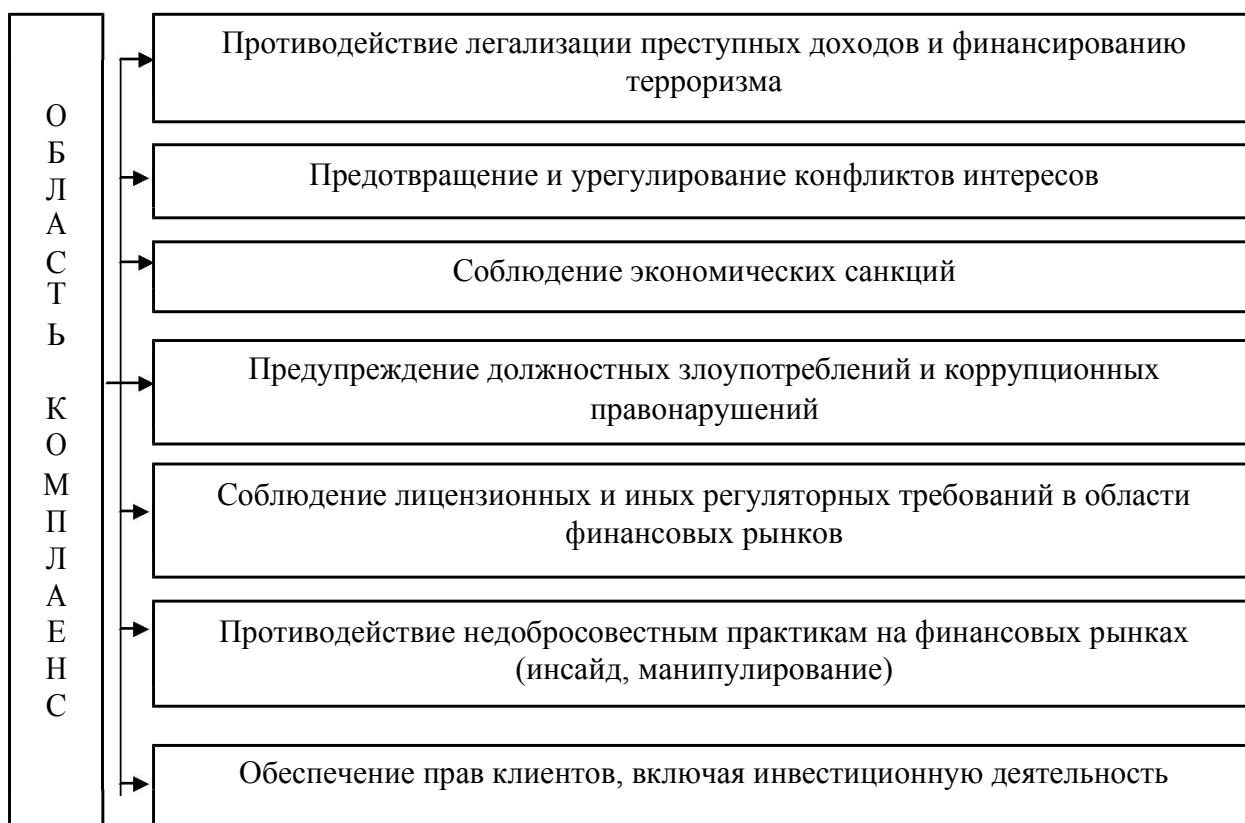 ОБЛАСТЬ КОМПЛАЕНС
Противодействие легализации преступных доходов и финансированию
терроризма
Предотвращение и урегулирование конфликтов интересов
Соблюдение экономических санкций
Предупреждение должностных злоупотреблений и коррупционных
правонарушений
Соблюдение лицензионных и иных регуляторных требований в области
финансовых рынков
Противодействие недобросовестным практикам на финансовых рынках
(инсайд, манипулирование)
Обеспечение прав клиентов, включая инвестиционную деятельность